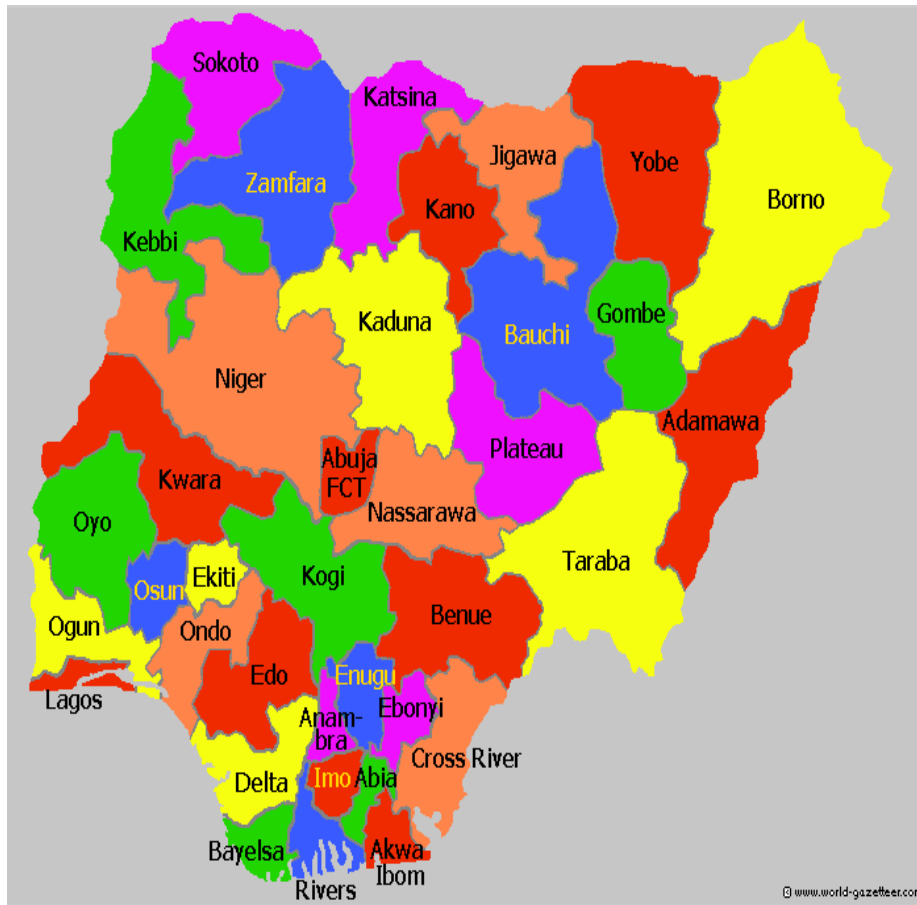 Sokoto
Katsina
Jigawa
Yobe
Zamfara
Kano
Borno
Kebbi
Gombe
Kaduna
Bauchi
Niger
Adamawa
Plateau
Abuja
FCT
Kwara
Nassarawa
Oyo
Taraba
Kogi
Ekiti
Osun
Benue
Ogun
Ondo
Edo
Enugu
Lagos
Ebonyi
Anam-
bra
Cross River
Imo
Abia
Delta
Bayelsa
Akwa
Ibom
Rivers
© www.world-gazetteer.com